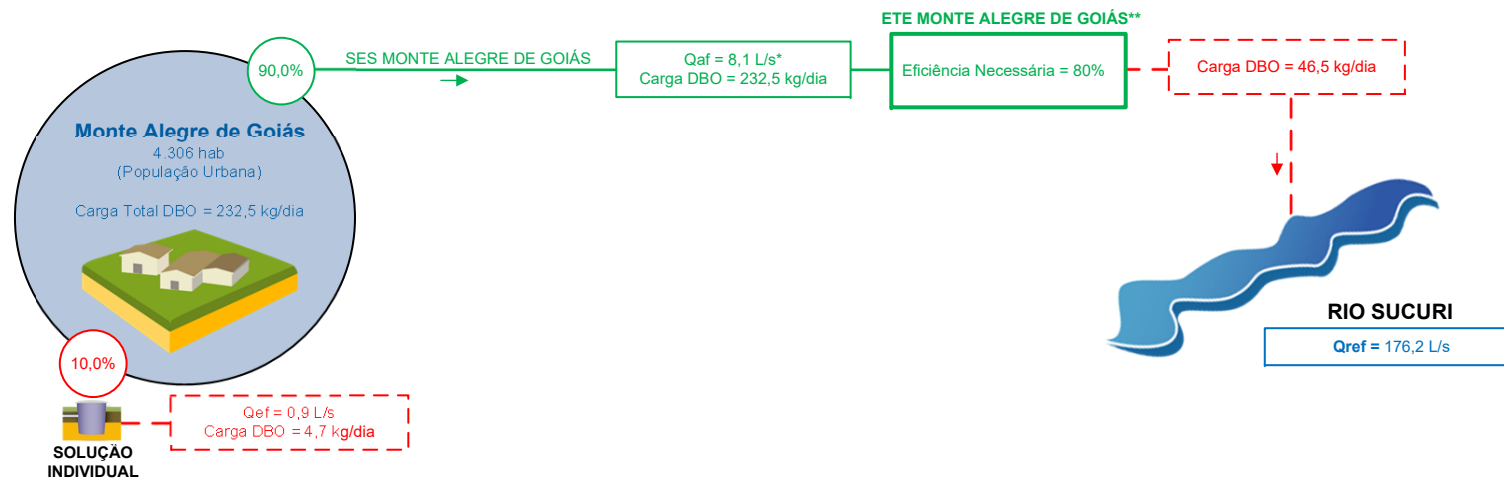 ETE MONTE ALEGRE DE GOIÁS**
90,0%
SES MONTE ALEGRE DE GOIÁS
Qaf = 8,1 L/s*
Carga DBO = 232,5 kg/dia
Eficiência Necessária = 80%
Carga DBO = 46,5 kg/dia
Monte Alegre de Goiás
4.306 hab
(População Urbana)
Carga Total DBO = 232,5 kg/dia
RIO SUCURI
Qref = 176,2 L/s
10,0%
Qef = 0,9 L/s
Carga DBO = 4,7 kg/dia
SOLUÇÃO
INDIVIDUAL